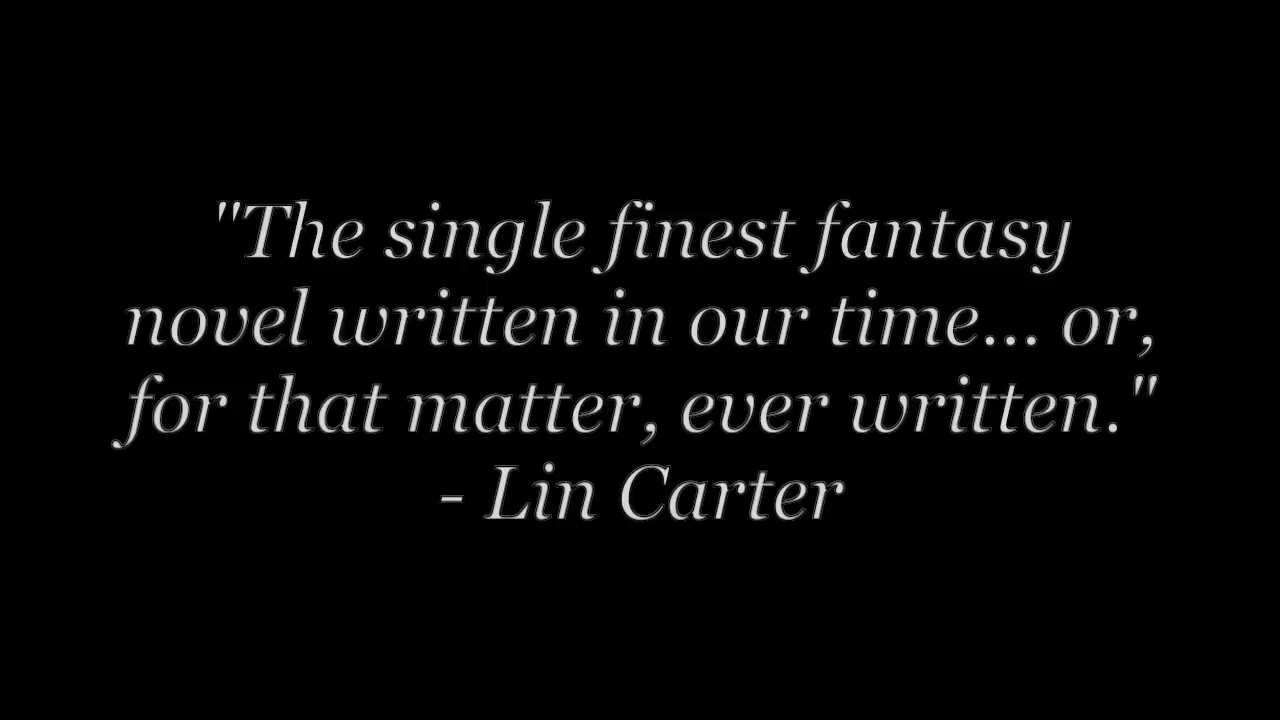 "The single finest fantasy
novel written in our time... or,
for that matter, ever written."
- Lin Carter